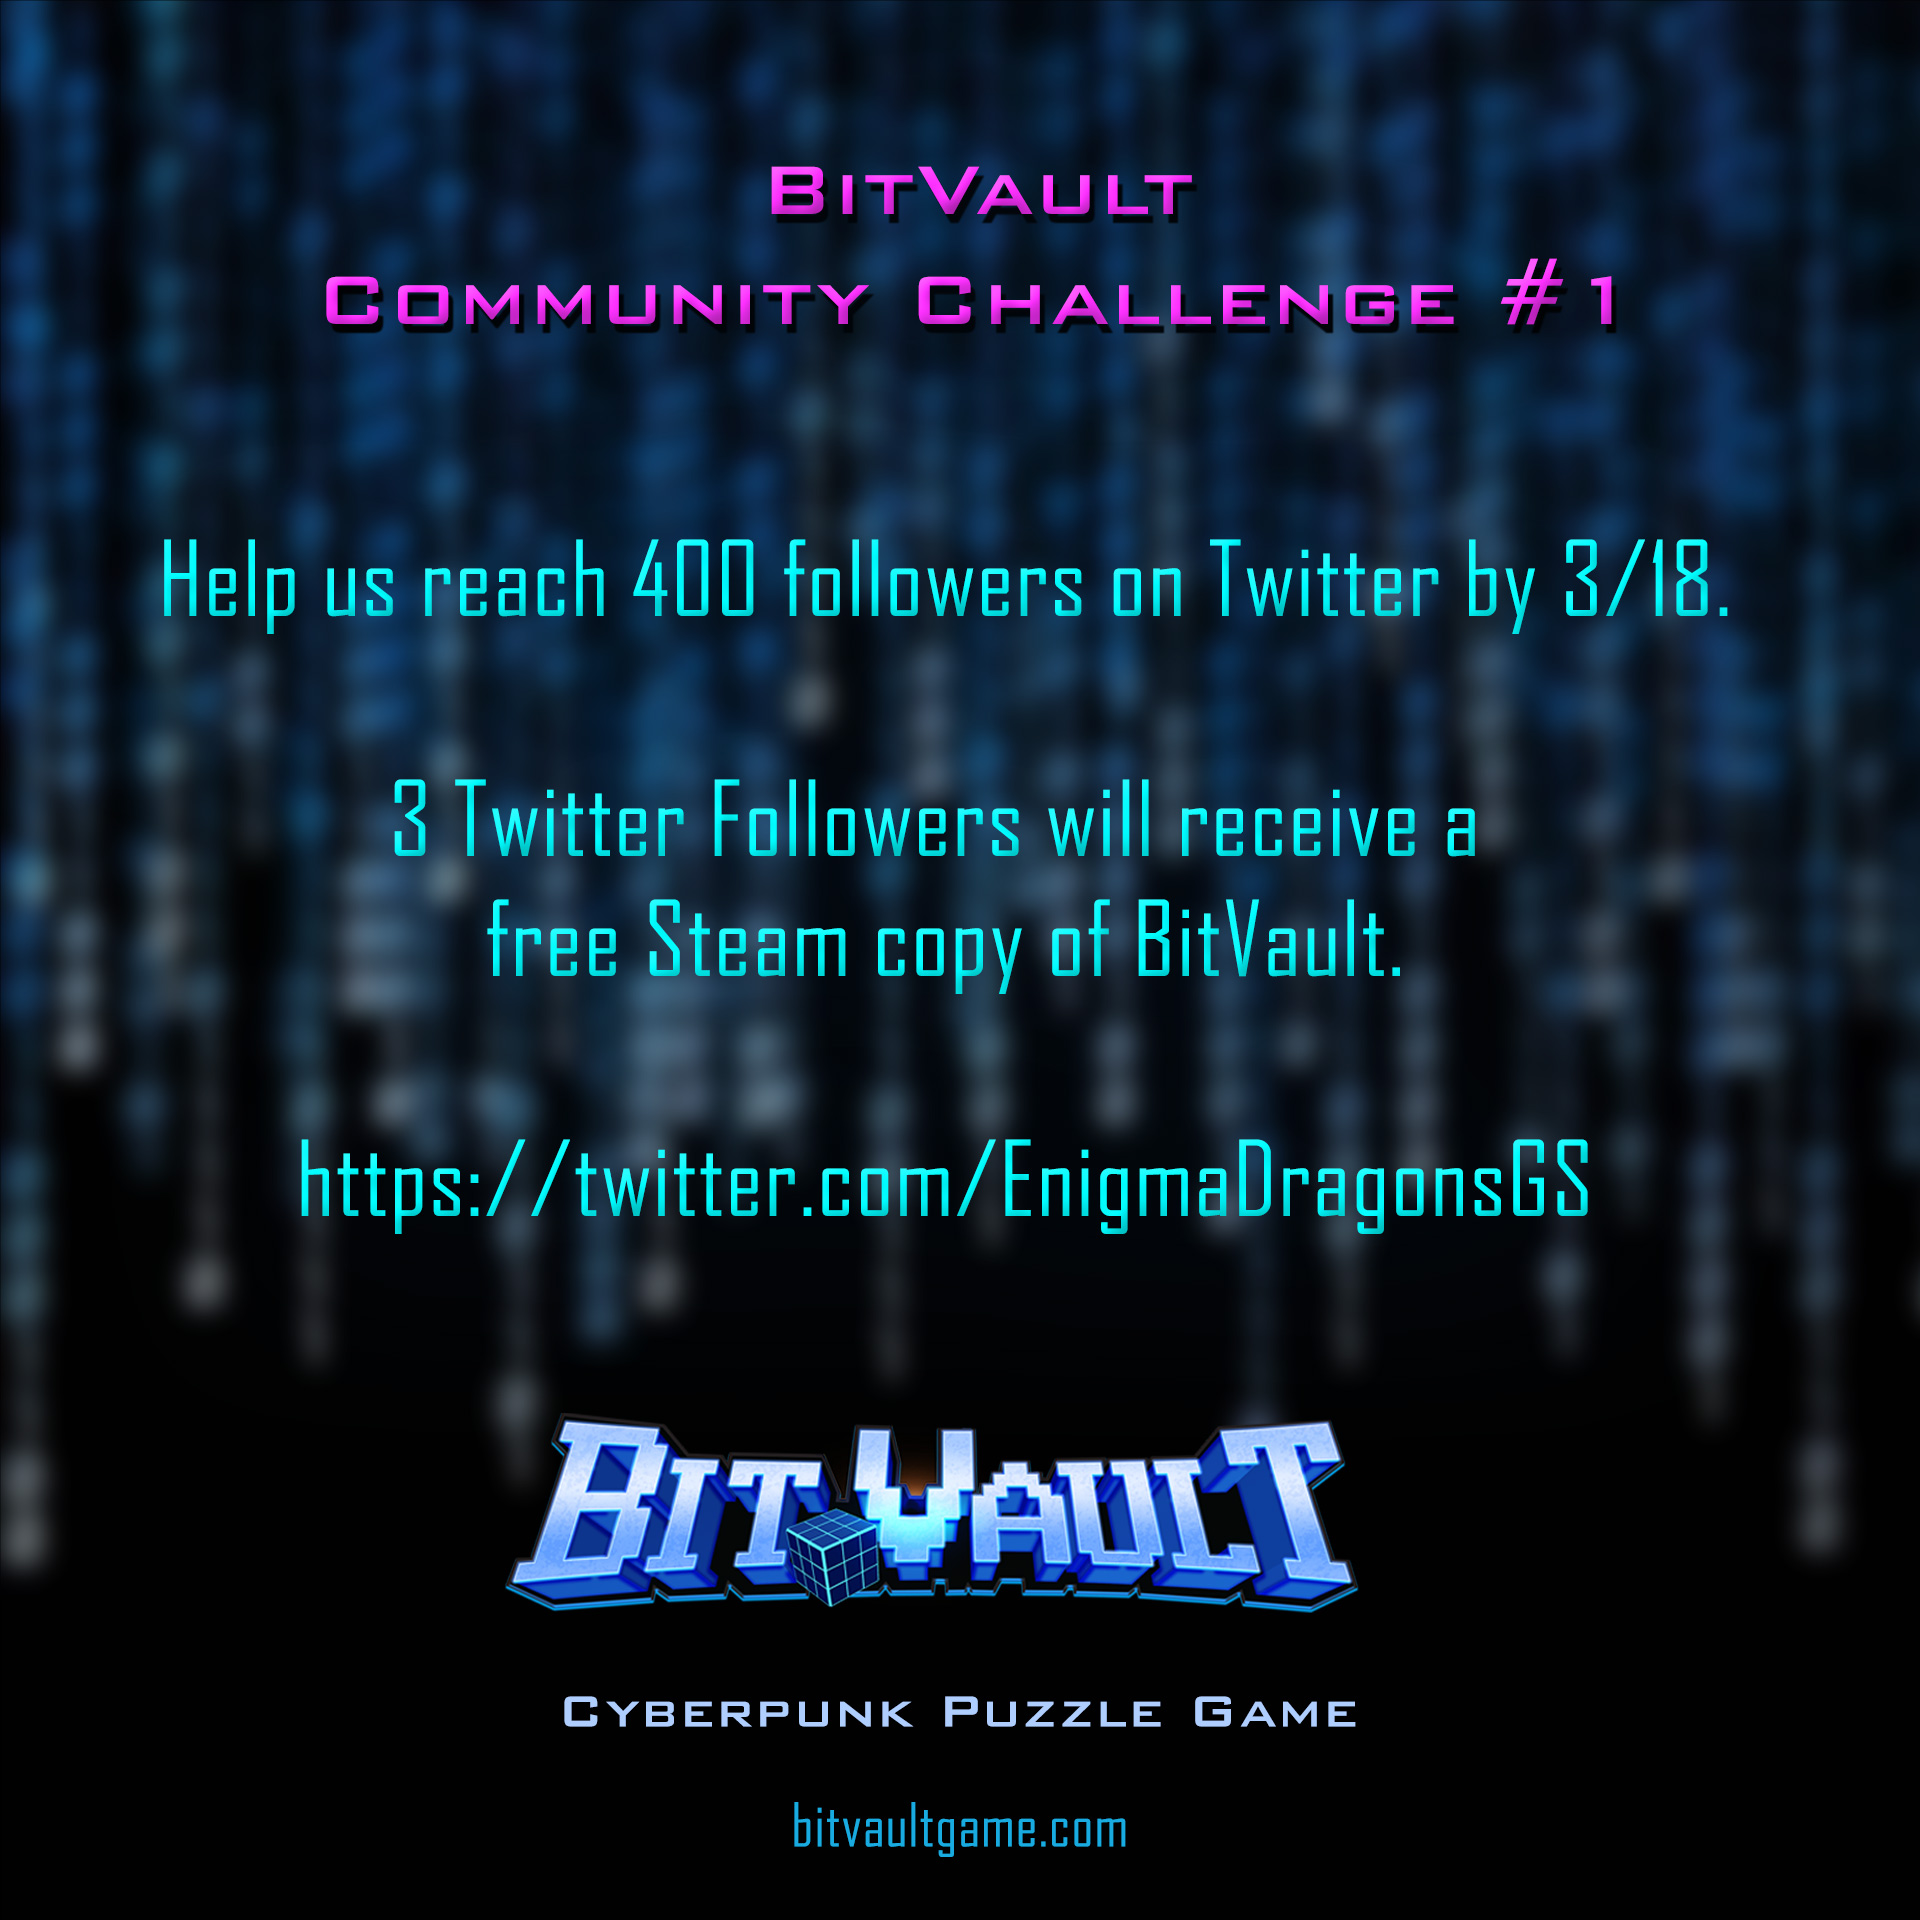 BitVault
Community Challenge #1
Help us reach 400 followers on Twitter by 3/18.
3 Twitter Followers will receive a
free Steam copy of BitVault.
https://twitter.com/EnigmaDragonsGS
BitVault
Cyberpunk Puzzle Game
bitvaultgame.com